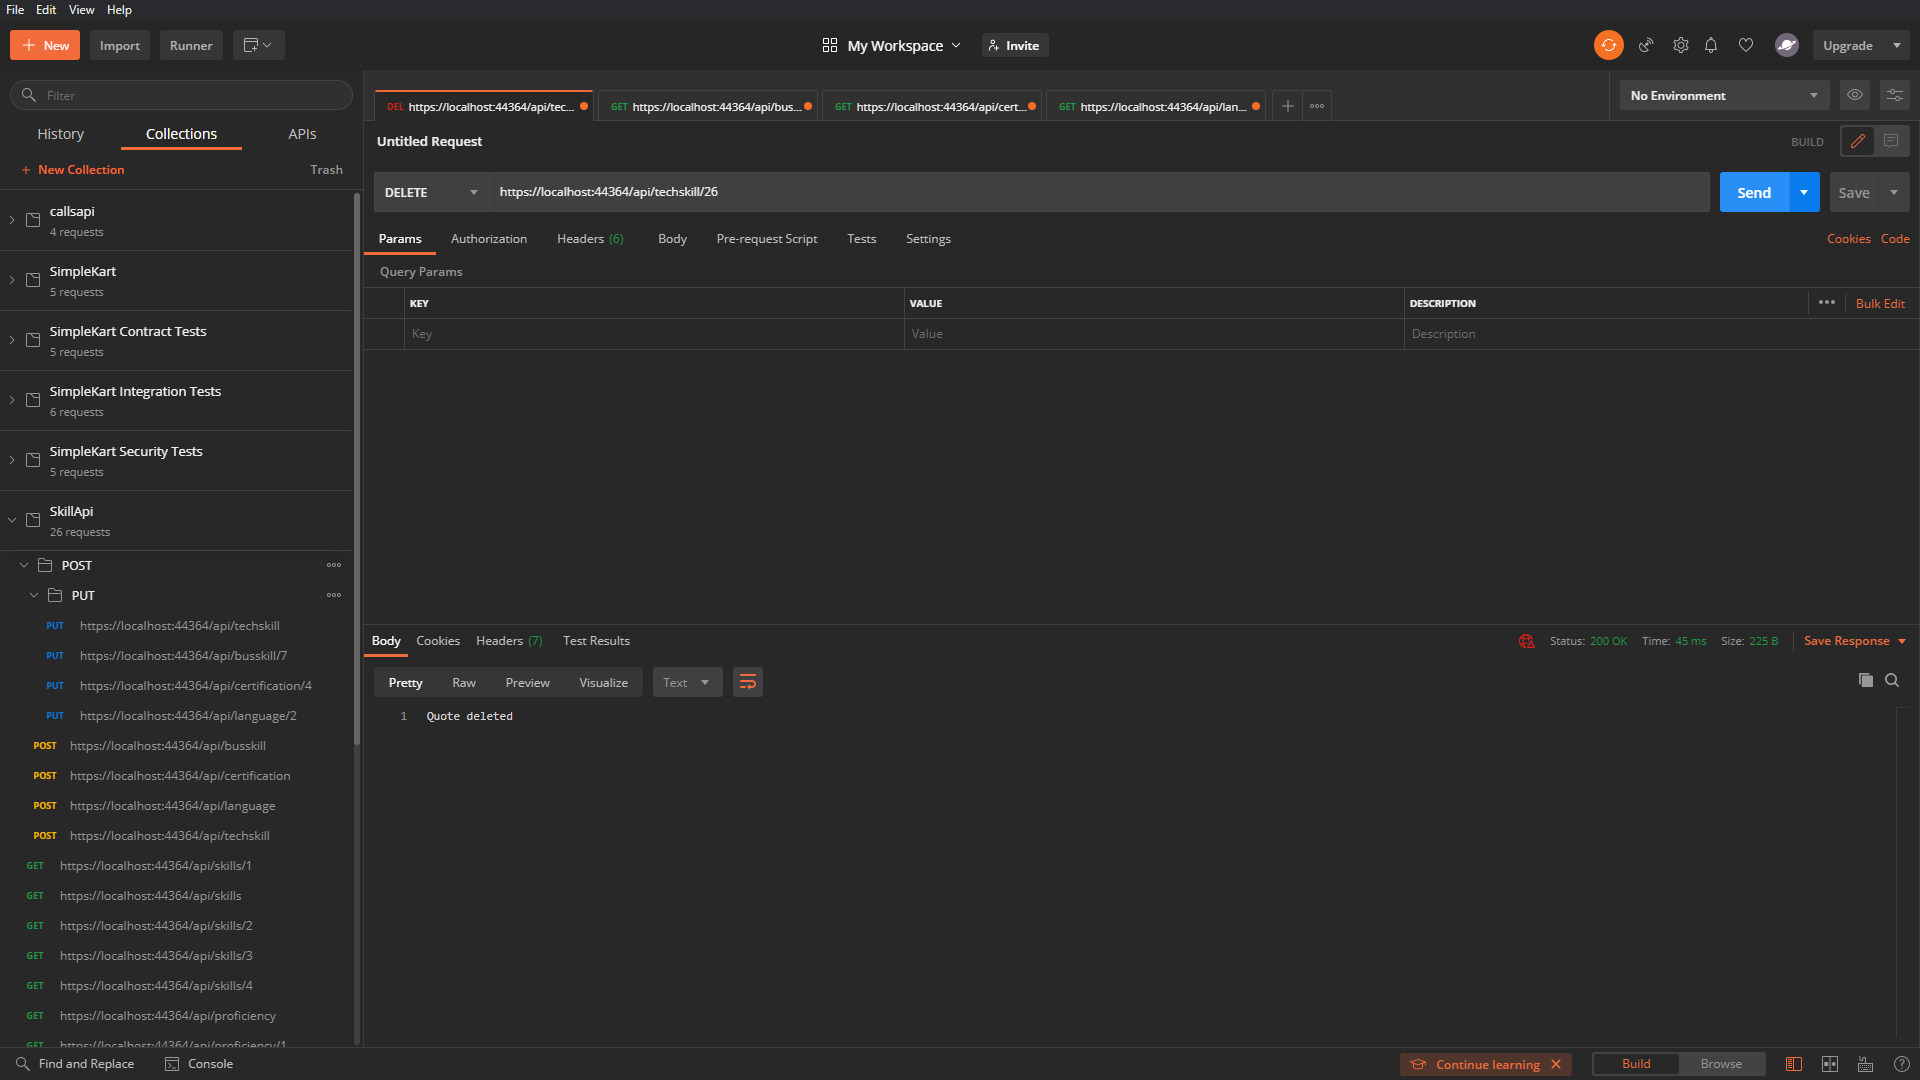 File Edit View Help
New Import Runner My Workspace Invite Upgrade
Filter
History Collections APIs
New Collection Trash
callsapi
4 requests
SimpleKart
5 requests
SimpleKart Contract Tests
5 requests
SimpleKart Integration Tests
6 requests
SimpleKart Security Tests
5 requests
SkillApi
26 requests
POST
PUT
PUT https://localhost:44364/api/techskill
PUT https://localhost:44364/api/busskill/7
PUT https://localhost:44364/api/certification/4
PUT https://localhost:44364/api/language/2
POST https://localhost:44364/api/busskill
POST https://localhost:44364/api/certification
POST https://localhost:44364/api/language
POST https://localhost:44364/api/techskill
GET https://localhost:44364/api/skills/1
GET https://localhost:44364/api/skills
GET https://localhost:44364/api/skills/2
GET https://localhost:44364/api/skills/3
GET https://localhost:44364/api/skills/4
GET https://localhost:44364/api/proficiency
GET https://localhost:44364/api/proficiency/1
DEL https://localhost:44364/api/tec... GET https://localhost:44364/api/bus... GET https://localhost:44364/api/cert... GET https://localhost:44364/api/lan... No Environment
Untitled Request BUILD
DELETE https://localhost:44364/api/techskill/26 Send Save
Params Authorization Headers (6) Body Pre-request Script Tests Settings Cookies Code
Query Params
KEY VALUE DESCRIPTION Bulk Edit
Key Value Description
Body Cookies Headers (7) Test Results Status: 200 OK Time: 45 ms Size: 225 B Save Response
Pretty Raw Preview Visualize Text
1 Quote deleted
Find and Replace Console Continue learning Build Browse